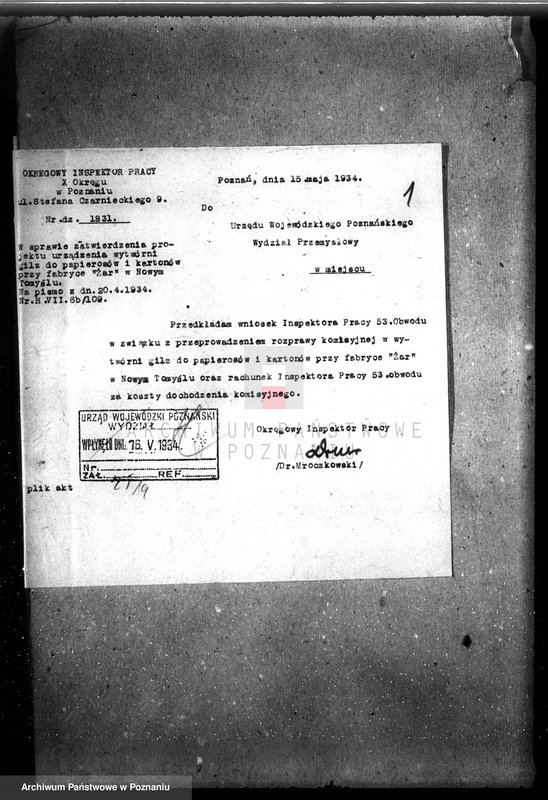 OKRĘGOWY INSPEKTOR PRACY
X Okręgu
w Poznaniu
ul.Stefana Czarnieckiego 9.
Nr.dz. 1831.
W sprawie zatwierdzenia pro-
jektu urządzenia wytwórni
gilz do papierosów i kartonów
przy fabryce "Żar" w Nowym
Tomyślu.
Na pismo z dn.20.4.1934.
Nr.H.VII.6b/109.
Poznań, dnia 15.maja 1934.
1
Do
Urzędu Wojewódzkiego Poznańskiego
Wydział Przemysłowy
w miejscu
Przedkładam wniosek Inspektora Pracy 53.Obwodu
w związku z przeprowadzeniem rozprawy komisyjnej w wy-
twórni gilz do papierosów i kartonów przy fabryce "Żar"
w Nowym Tomyślu oraz rachunek Inspektora Pracy 53.obwodu
za koszty dochodzenia komisyjnego.
Okręgowy Inspektor Pracy
/Dr.Mroczkowski/
URZĄD WOJEWÓDZKI POZNAŃSKI
WYDZIAŁ
WPŁYNĘŁO DNIA 16.V.1934
Nr.
ZAŁ. REF.
plik akt
ARCHIWUM PAŃSTWOWE
W POZNANIU
Archiwum Państwowe w Poznaniu